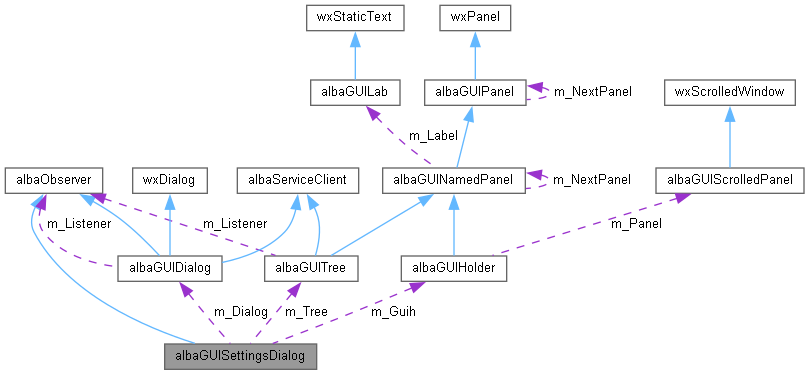 wxStaticText
wxPanel
albaGUILab
albaGUIPanel
m_NextPanel
wxScrolledWindow
m_Label
albaObserver
wxDialog
albaServiceClient
albaGUINamedPanel
m_NextPanel
albaGUIScrolledPanel
m_Listener
m_Listener
m_Panel
albaGUIDialog
albaGUITree
albaGUIHolder
m_Dialog
m_Tree
m_Guih
albaGUISettingsDialog